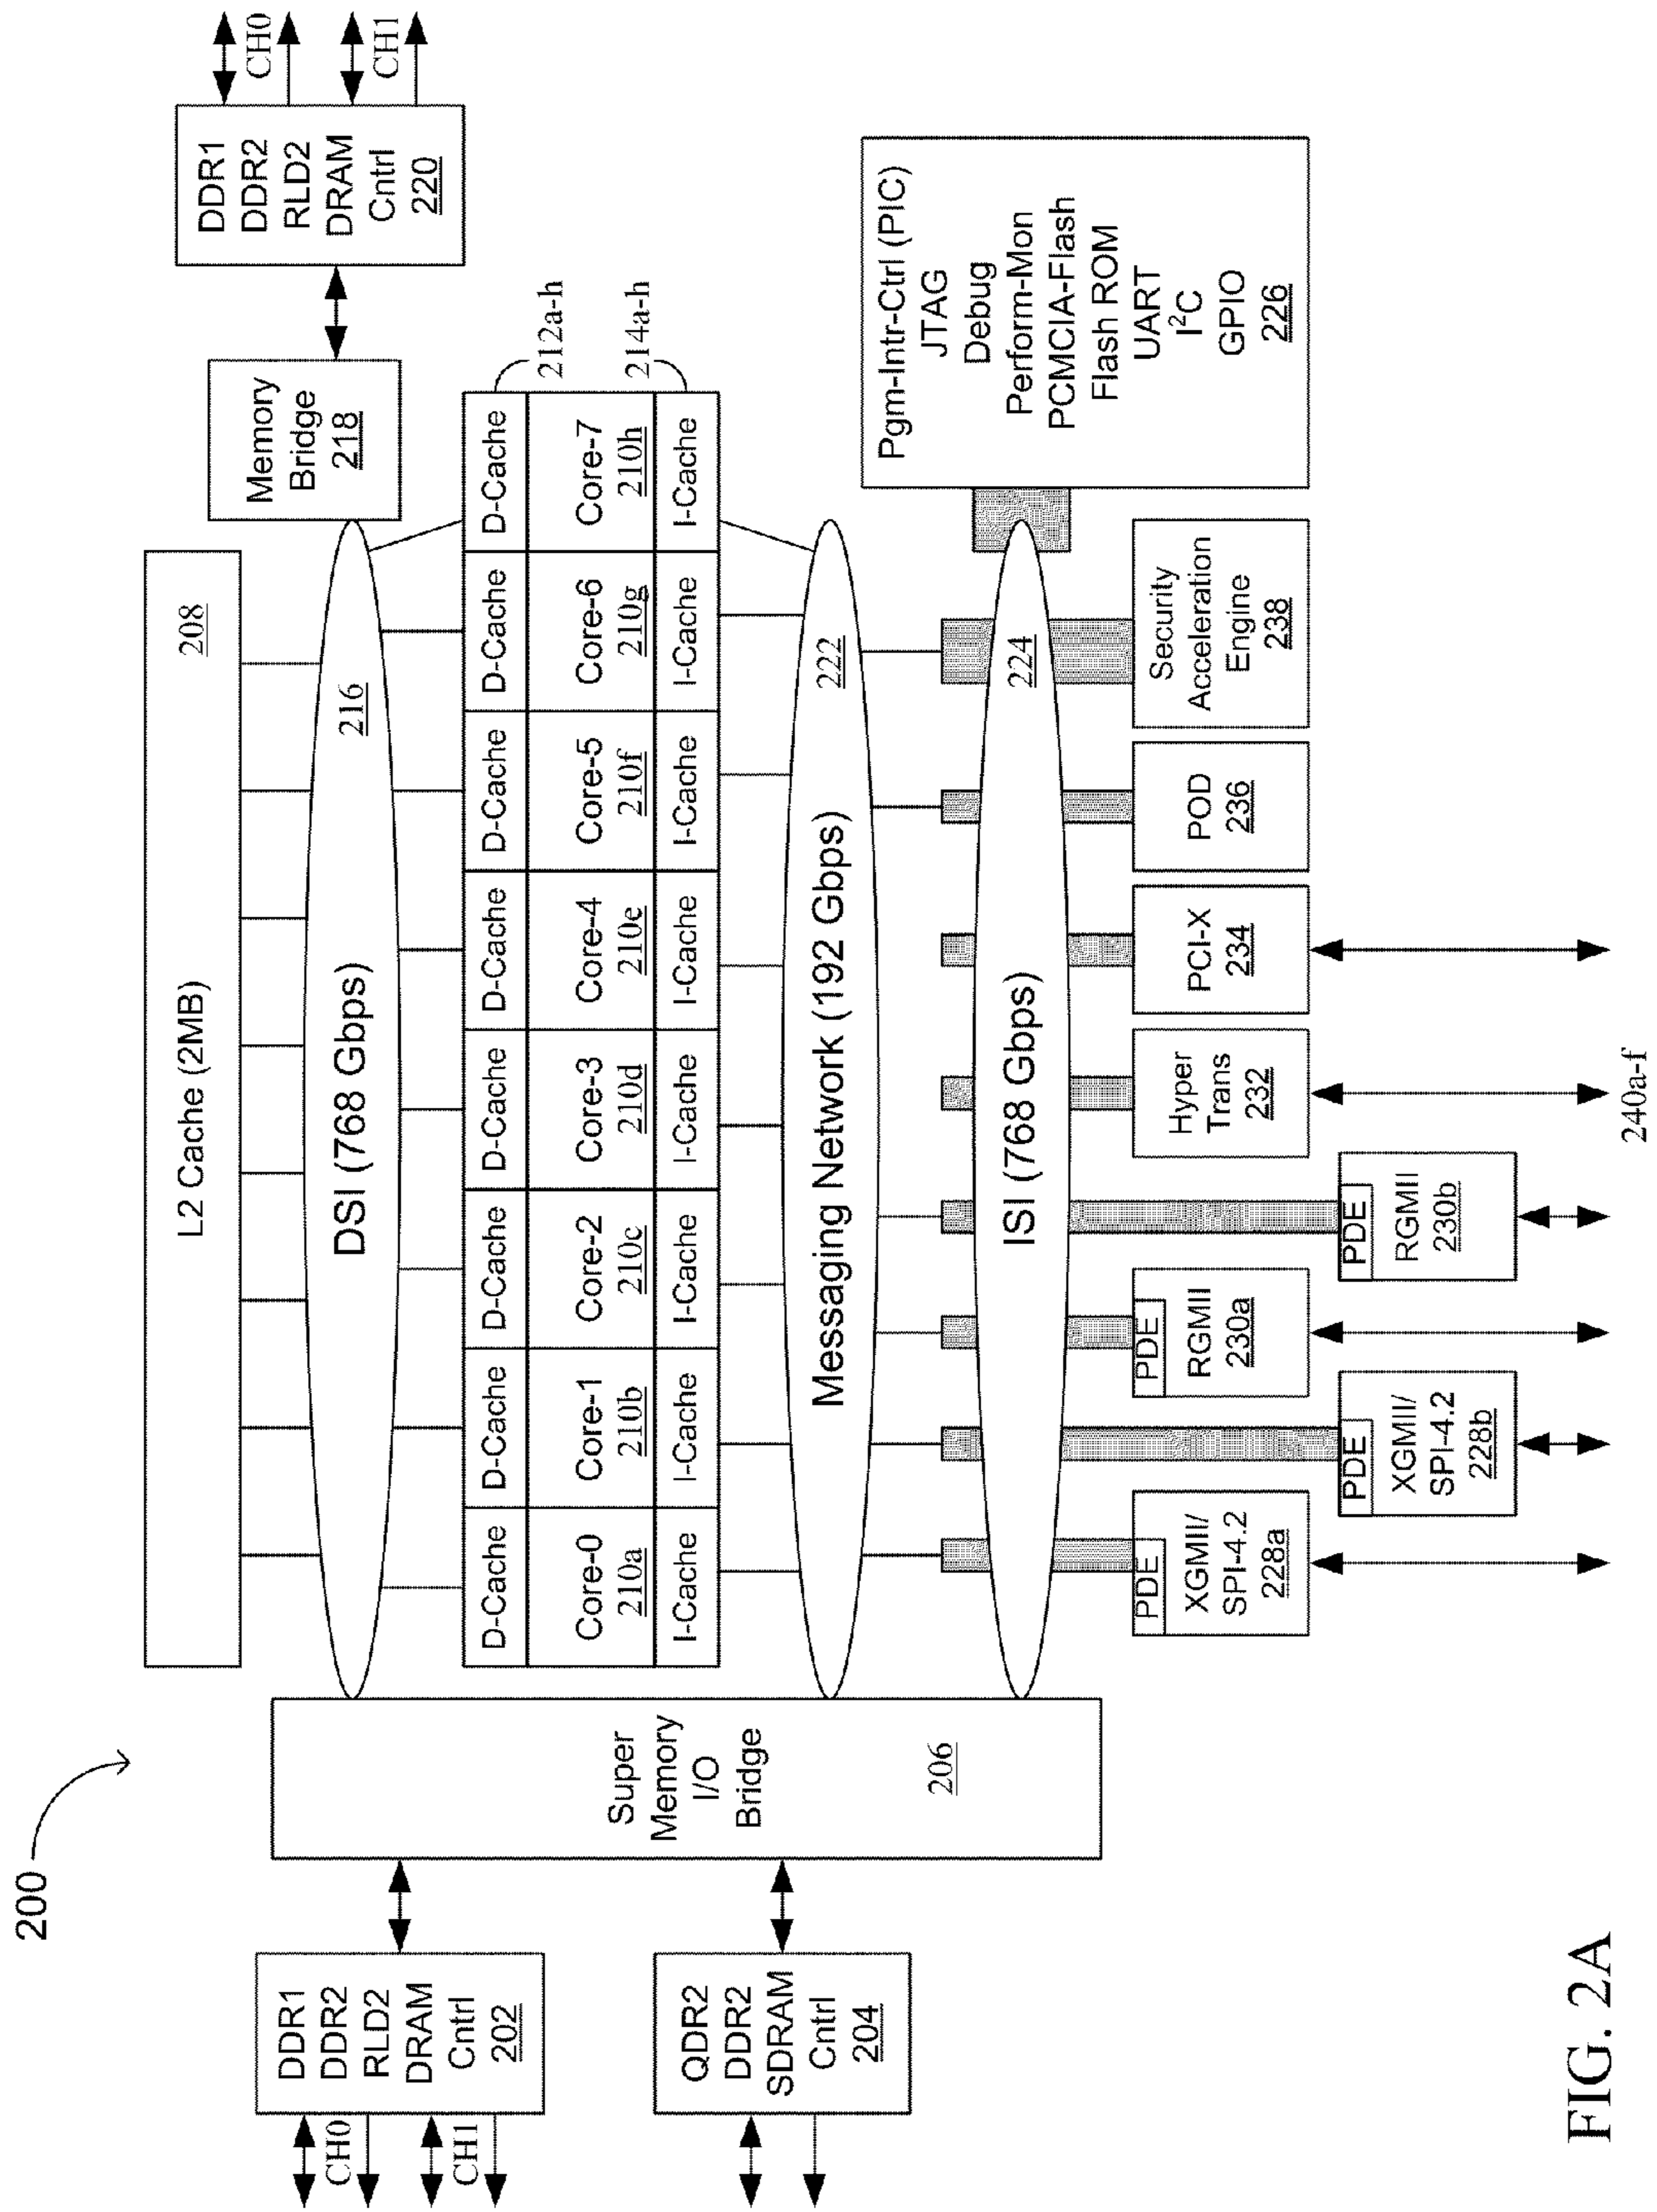 200
L2 Cache (2MB)
208
DSI (768 Gbps)
216
Memory
Bridge
218
DDR1
DDR2
RLD2
DRAM
Cntrl
220
CH0
CH1
DDR1
DDR2
RLD2
DRAM
Cntrl
202
CH0
CH1
QDR2
DDR2
SDRAM
Cntrl
204
Super
Memory
I/O
Bridge
206
D-Cache D-Cache D-Cache D-Cache D-Cache D-Cache D-Cache D-Cache
212a-h
Core-0 Core-1 Core-2 Core-3 Core-4 Core-5 Core-6 Core-7
210a 210b 210c 210d 210e 210f 210g 210h
I-Cache I-Cache I-Cache I-Cache I-Cache I-Cache I-Cache I-Cache
214a-h
Messaging Network (192 Gbps)
222
ISI (768 Gbps)
224
Pgm-Intr-Ctrl (PIC)
JTAG
Debug
Perform-Mon
PCMCIA-Flash
Flash ROM
UART
I²C
GPIO
226
PDE
XGMII/
SPI-4.2
228a
PDE
XGMII/
SPI-4.2
228b
PDE
RGMII
230a
PDE
RGMII
230b
Hyper
Trans
232
PCI-X
234
POD
236
Security
Acceleration
Engine
238
240a-f
FIG. 2A